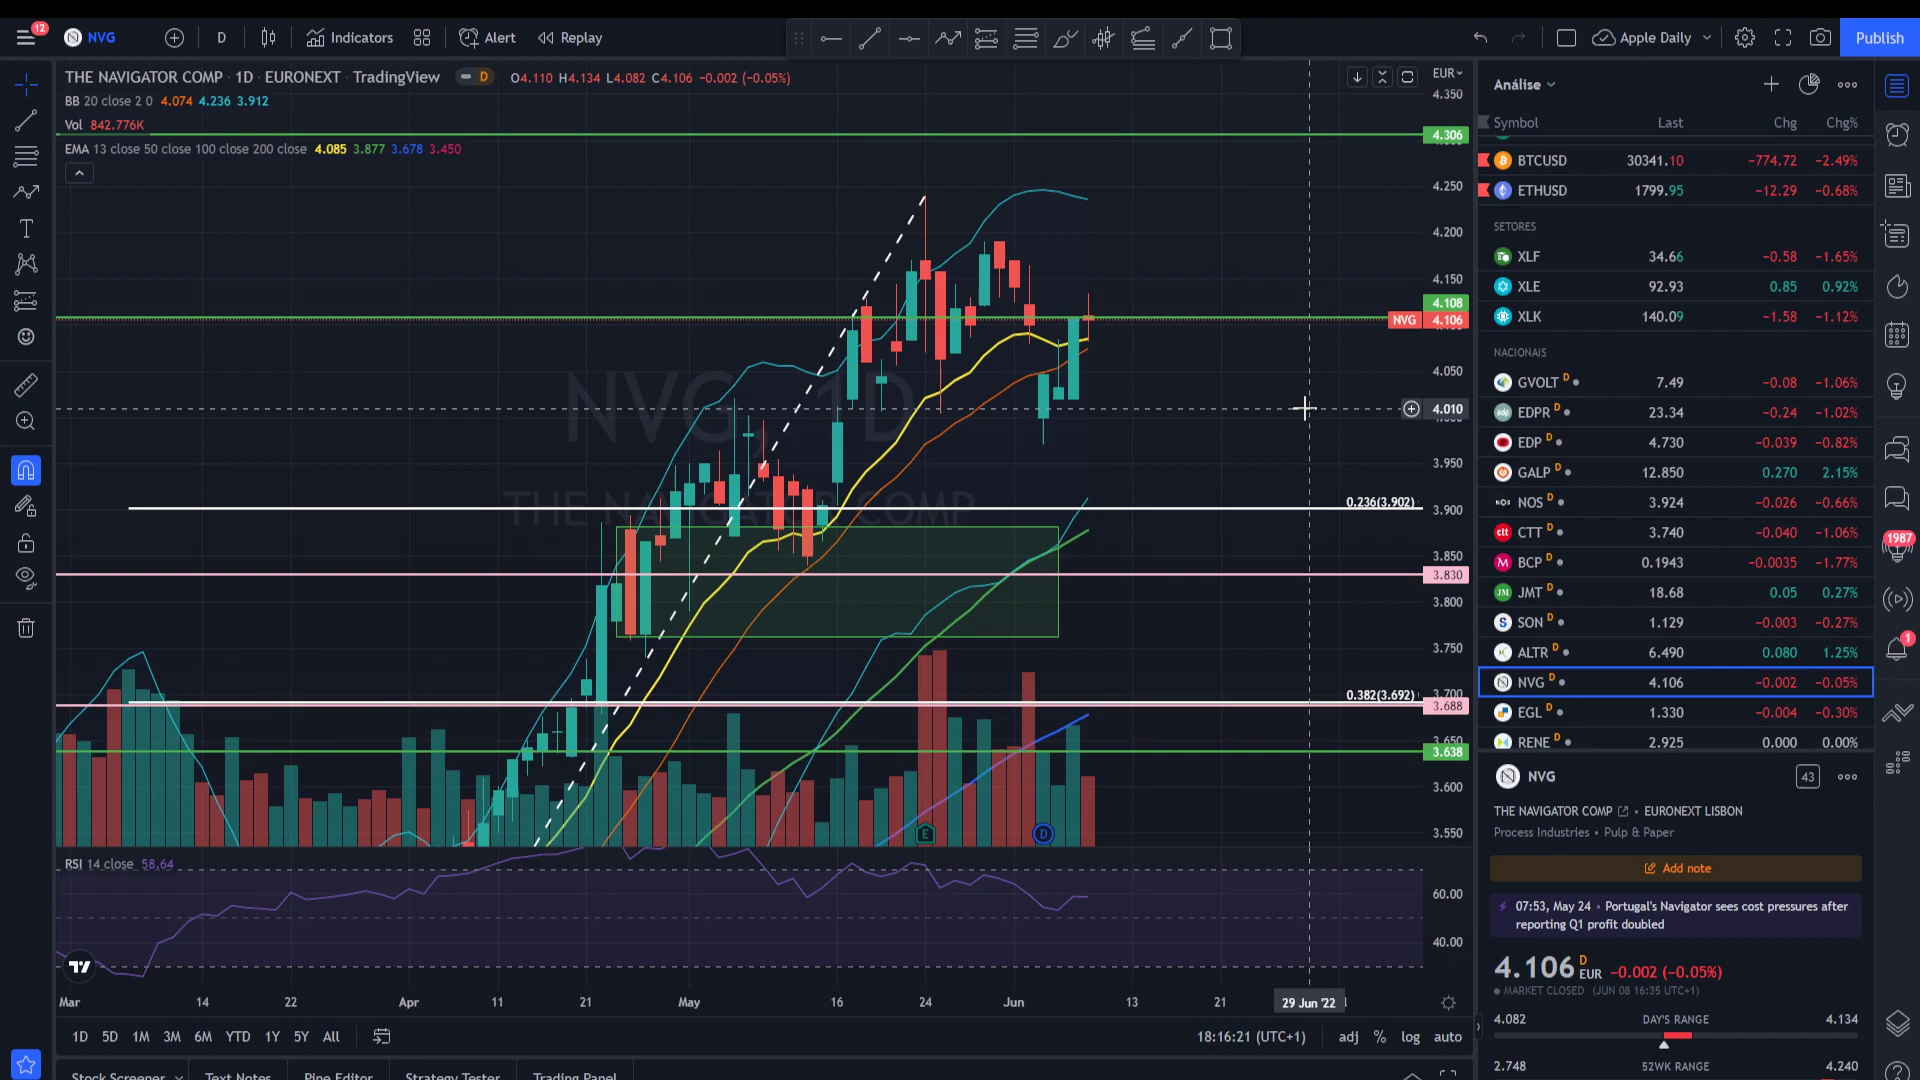 12
NVG
D
Indicators
Alert
Replay
Apple Daily
Publish
THE NAVIGATOR COMP · 1D · EURONEXT · TradingView
D
O4.110 H4.134 L4.082 C4.106 −0.002 (−0.05%)
BB 20 close 2 0 4.074 4.236 3.912
Vol 842.776K
EMA 13 close 50 close 100 close 200 close 4.085 3.877 3.678 3.450
NVG, 1D
THE NAVIGATOR COMP
EUR
4.350
4.306
4.250
4.200
4.150
4.108
NVG 4.106
4.050
4.010
3.950
0.236(3.902)
3.900
3.850
3.830
3.800
3.750
0.382(3.692)
3.700
3.688
3.650
3.638
3.600
3.550
E
D
RSI 14 close 58.64
60.00
40.00
Mar 14 22 Apr 11 21 May 16 24 Jun 13 21 29 Jun '22
1D 5D 1M 3M 6M YTD 1Y 5Y All
18:16:21 (UTC+1) adj % log auto
Stock Screener Text Notes Pine Editor Strategy Tester Trading Panel
Análise
Symbol Last Chg Chg%
BTCUSD 30341.10 −774.72 −2.49%
ETHUSD 1799.95 −12.29 −0.68%
SETORES
XLF 34.66 −0.58 −1.65%
XLE 92.93 0.85 0.92%
XLK 140.09 −1.58 −1.12%
NACIONAIS
GVOLT D 7.49 −0.08 −1.06%
EDPR D 23.34 −0.24 −1.02%
EDP D 4.730 −0.039 −0.82%
GALP D 12.850 0.270 2.15%
NOS D 3.924 −0.026 −0.66%
CTT D 3.740 −0.040 −1.06%
BCP D 0.1943 −0.0035 −1.77%
JMT D 18.68 0.05 0.27%
SON D 1.129 −0.003 −0.27%
ALTR D 6.490 0.080 1.25%
NVG D 4.106 −0.002 −0.05%
EGL D 1.330 −0.004 −0.30%
RENE D 2.925 0.000 0.00%
NVG
43
THE NAVIGATOR COMP • EURONEXT LISBON
Process Industries • Pulp & Paper
Add note
07:53, May 24 • Portugal's Navigator sees cost pressures after
reporting Q1 profit doubled
4.106 D EUR −0.002 (−0.05%)
MARKET CLOSED (JUN 08 16:35 UTC+1)
4.082 DAY'S RANGE 4.134
2.748 52WK RANGE 4.240
1987
1